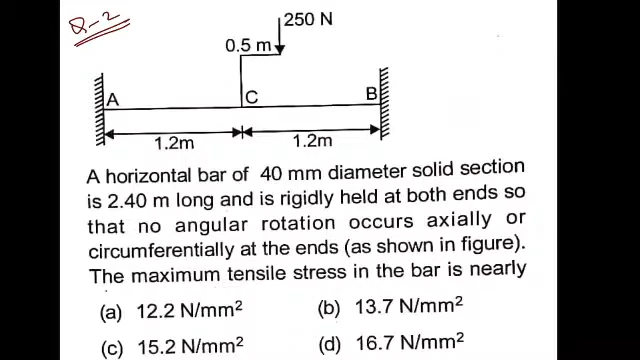 Q-2
250 N
0.5 m
A
C
B
1.2m
1.2m
A horizontal bar of 40 mm diameter solid section
is 2.40 m long and is rigidly held at both ends so
that no angular rotation occurs axially or
circumferentially at the ends (as shown in figure).
The maximum tensile stress in the bar is nearly
(a) 12.2 N/mm²
(b) 13.7 N/mm²
(c) 15.2 N/mm²
(d) 16.7 N/mm²